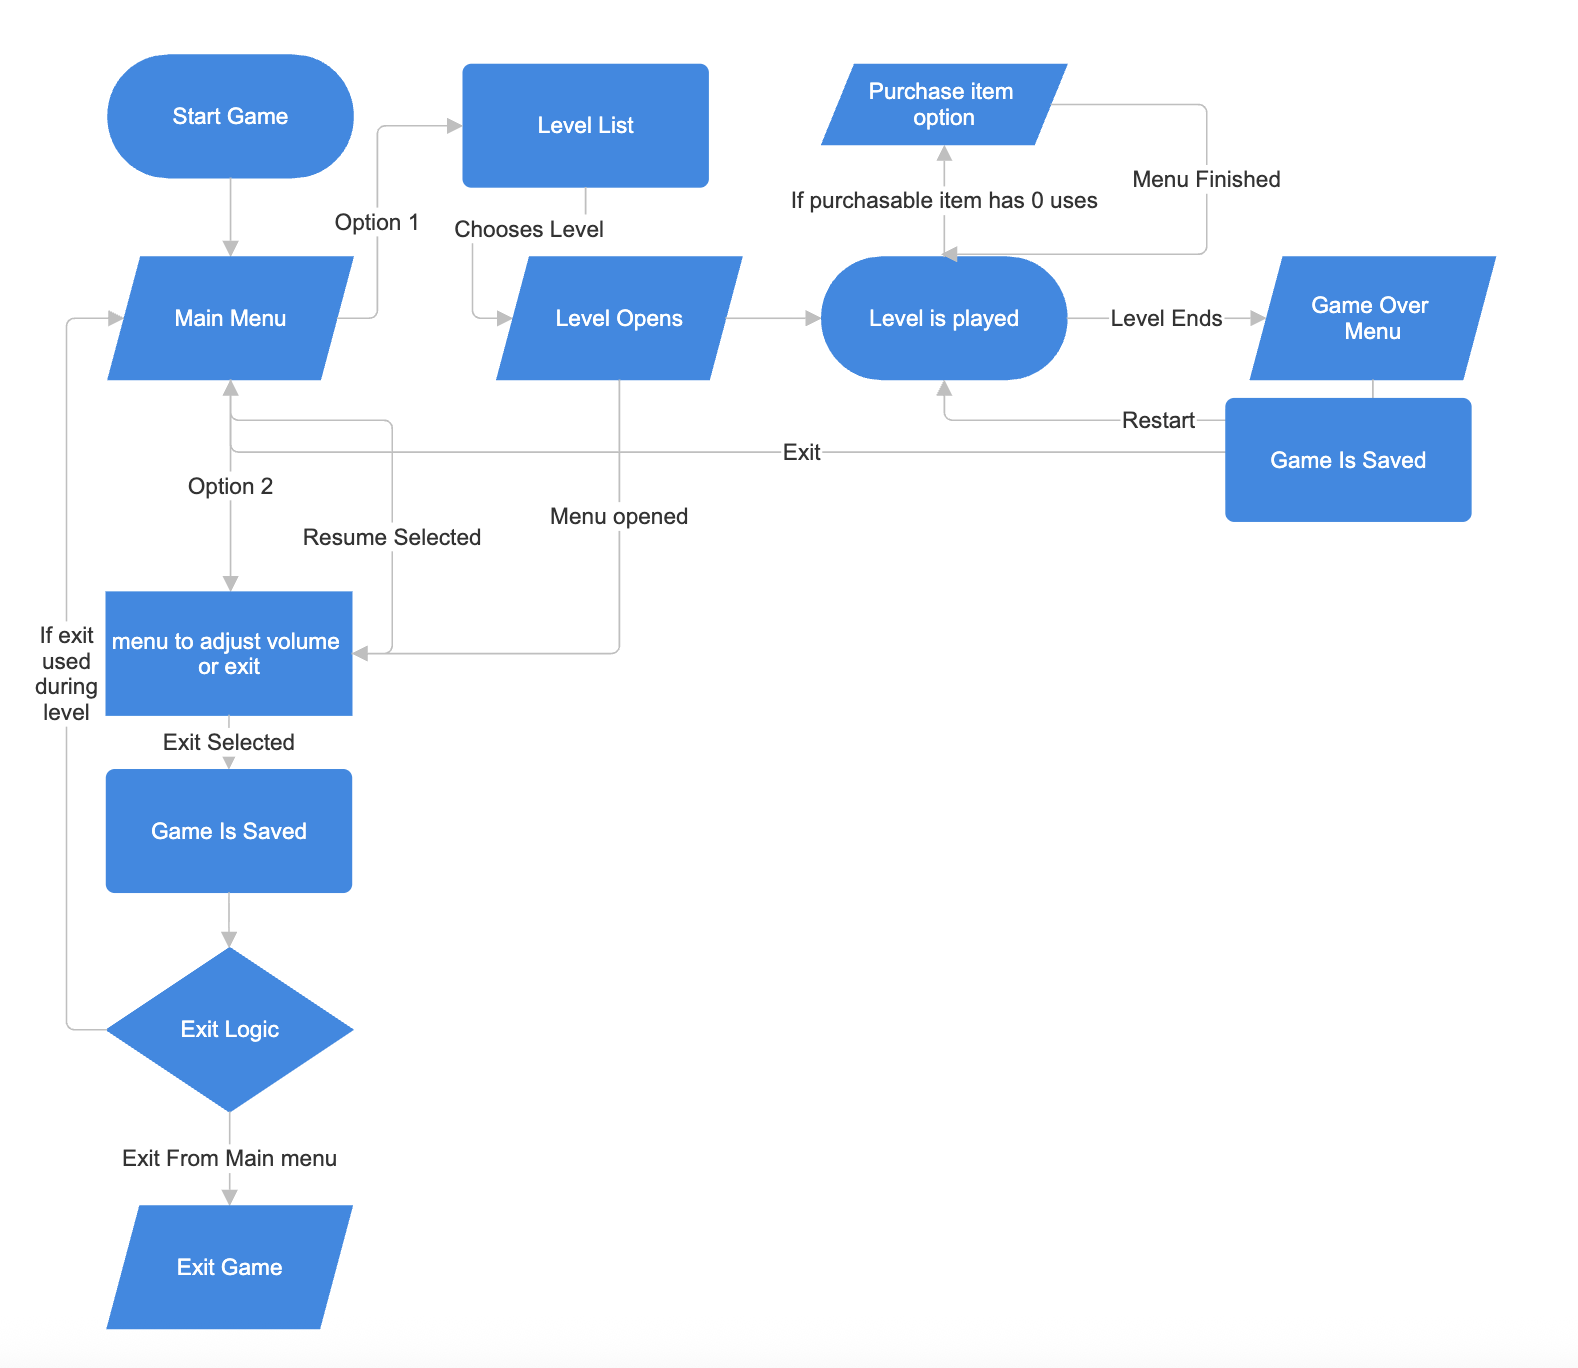 Start Game
Level List
Purchase item
option
Option 1
Chooses Level
If purchasable item has 0 uses
Menu Finished
Main Menu
Level Opens
Level is played
Level Ends
Game Over
Menu
Restart
Exit
Game Is Saved
Option 2
Resume Selected
Menu opened
If exit
used
during
level
menu to adjust volume
or exit
Exit Selected
Game Is Saved
Exit Logic
Exit From Main menu
Exit Game